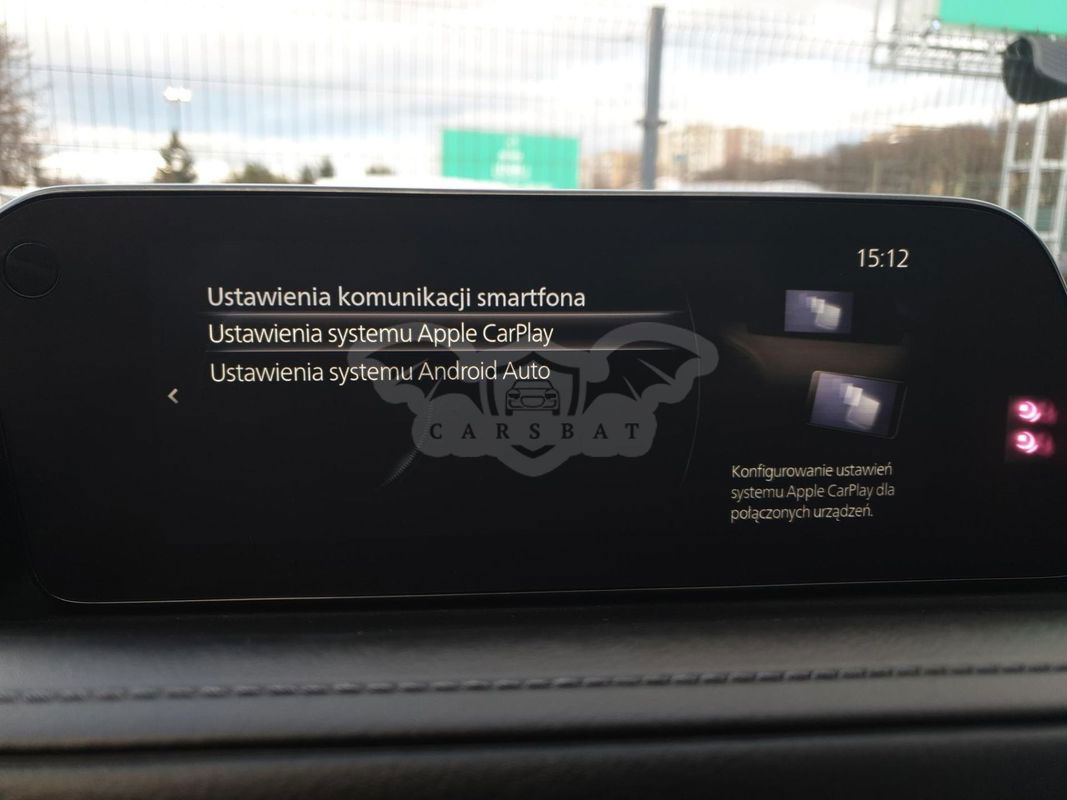 15:12
Ustawienia komunikacji smartfona
Ustawienia systemu Apple CarPlay
Ustawienia systemu Android Auto
CARSBAT
Konfigurowanie ustawień
systemu Apple CarPlay dla
połączonych urządzeń.